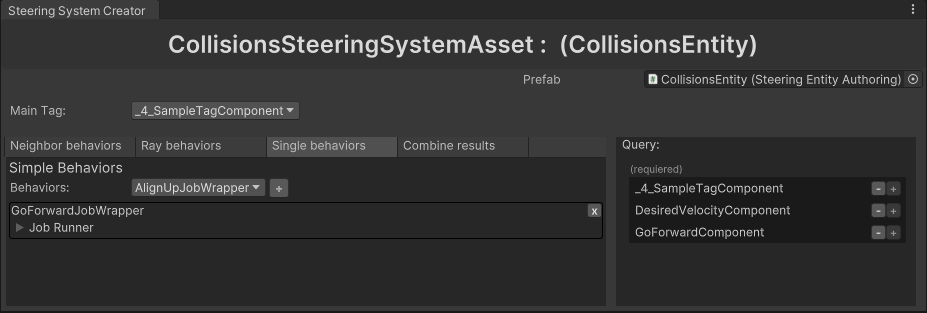 Steering System Creator
CollisionsSteeringSystemAsset : (CollisionsEntity)
Prefab
CollisionsEntity (Steering Entity Authoring)
Main Tag:
_4_SampleTagComponent
Neighbor behaviors
Ray behaviors
Single behaviors
Combine results
Simple Behaviors
Behaviors:
AlignUpJobWrapper
+
GoForwardJobWrapper
x
Job Runner
Query:
(requiered)
_4_SampleTagComponent
- +
DesiredVelocityComponent
- +
GoForwardComponent
- +